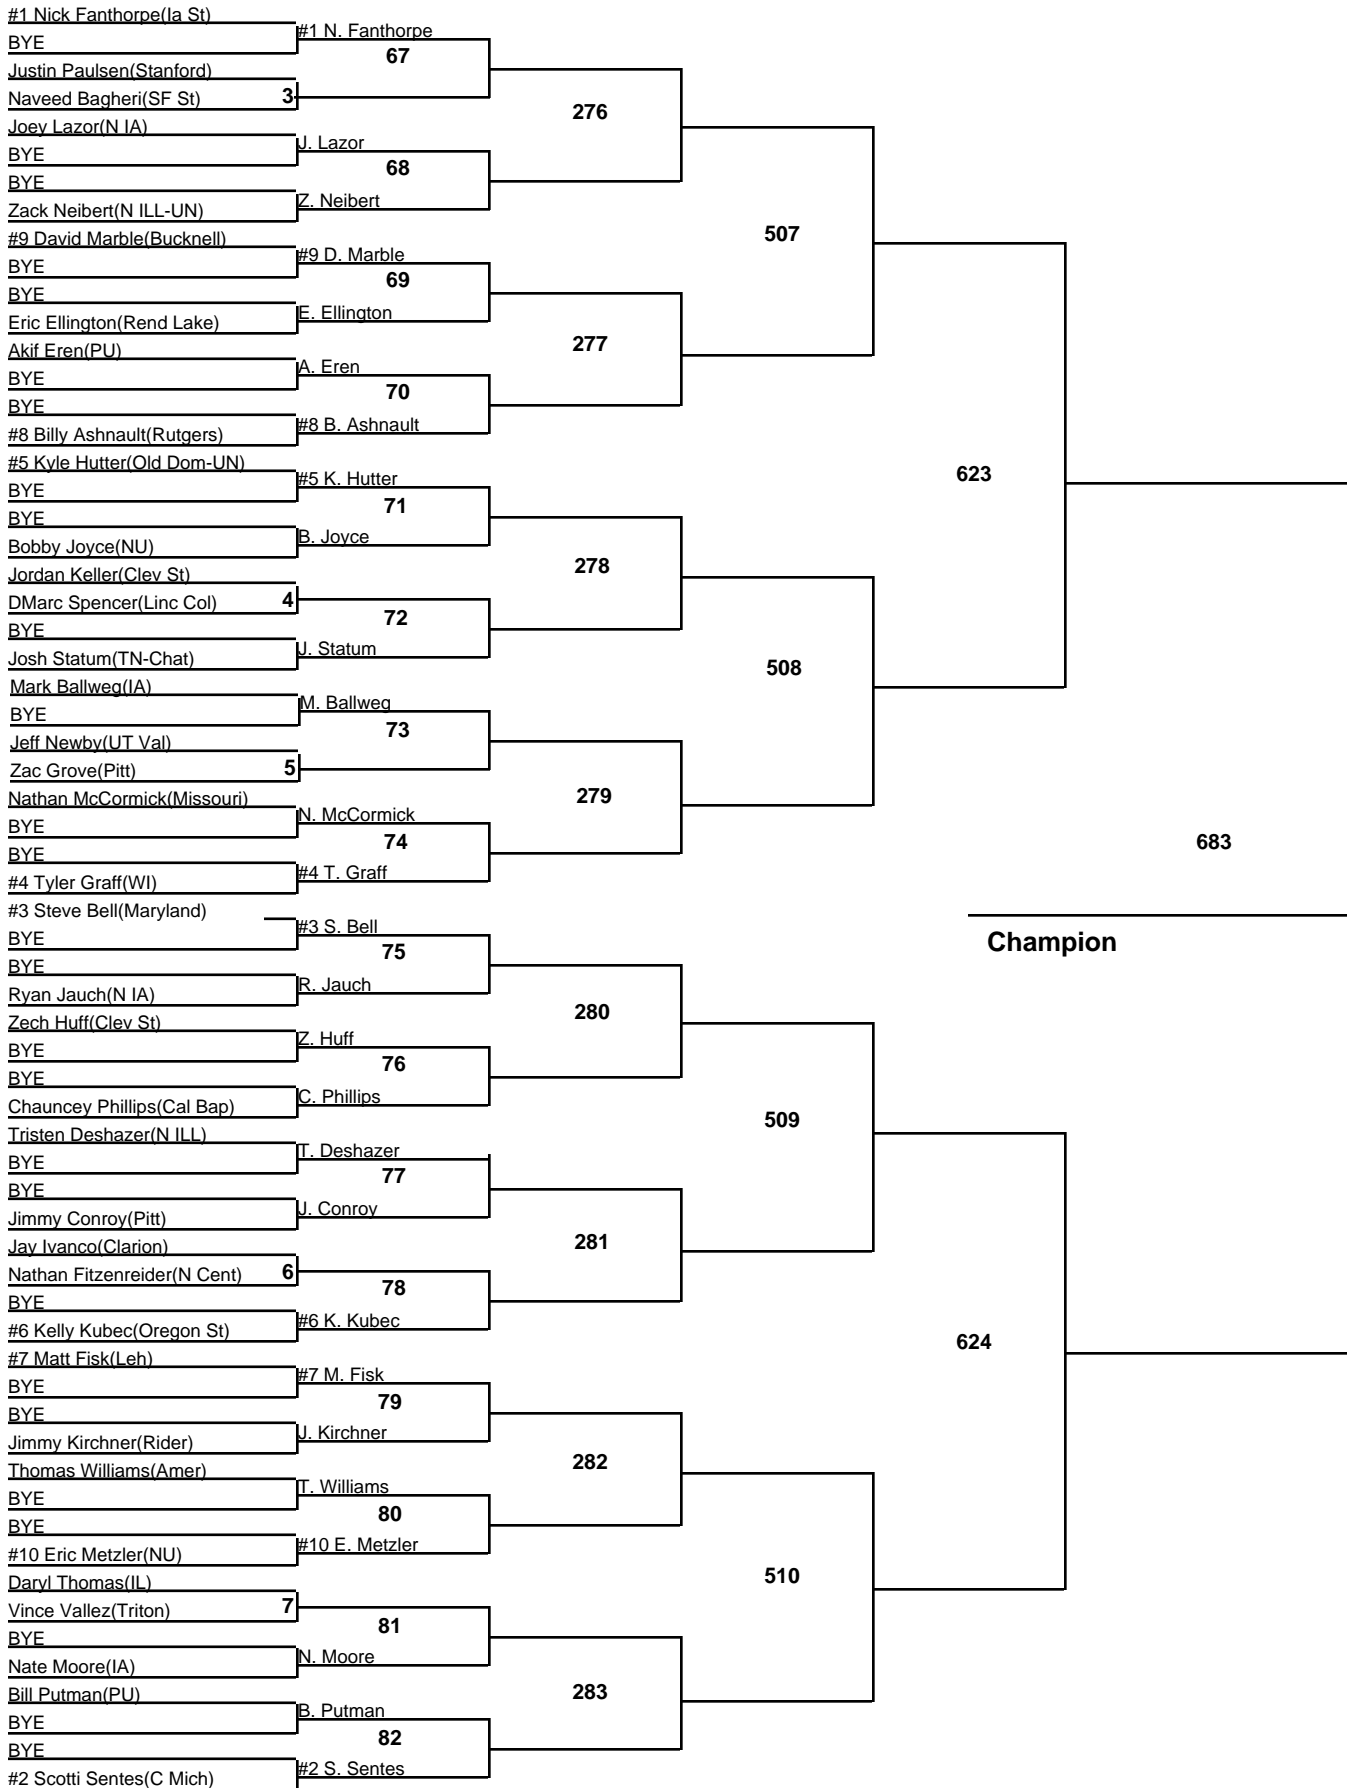 #1 Nick Fanthorpe(Ia St)
#1 N. Fanthorpe
BYE
67
Justin Paulsen(Stanford)
Naveed Bagheri(SF St) 3
276
Joey Lazor(N IA)
J. Lazor
BYE
68
BYE
Z. Neibert
Zack Neibert(N ILL-UN)
507
#9 David Marble(Bucknell)
#9 D. Marble
BYE
69
BYE
E. Ellington
Eric Ellington(Rend Lake)
277
Akif Eren(PU)
A. Eren
BYE
70
BYE
#8 B. Ashnault
#8 Billy Ashnault(Rutgers)
#5 Kyle Hutter(Old Dom-UN)
623
#5 K. Hutter
BYE
71
BYE
B. Joyce
Bobby Joyce(NU)
278
Jordan Keller(Clev St)
DMarc Spencer(Linc Col) 4
72
BYE
J. Statum
Josh Statum(TN-Chat)
508
Mark Ballweg(IA)
M. Ballweg
BYE
73
Jeff Newby(UT Val)
Zac Grove(Pitt) 5
279
Nathan McCormick(Missouri)
N. McCormick
BYE
74
683
BYE
#4 T. Graff
#4 Tyler Graff(WI)
#3 Steve Bell(Maryland)
#3 S. Bell
BYE
Champion
75
BYE
R. Jauch
Ryan Jauch(N IA)
280
Zech Huff(Clev St)
Z. Huff
BYE
76
BYE
C. Phillips
Chauncey Phillips(Cal Bap)
509
Tristen Deshazer(N ILL)
T. Deshazer
BYE
77
BYE
J. Conroy
Jimmy Conroy(Pitt)
281
Jay Ivanco(Clarion)
Nathan Fitzenreider(N Cent) 6
78
BYE
#6 K. Kubec
#6 Kelly Kubec(Oregon St)
624
#7 Matt Fisk(Leh)
#7 M. Fisk
BYE
79
BYE
J. Kirchner
Jimmy Kirchner(Rider)
282
Thomas Williams(Amer)
T. Williams
BYE
80
BYE
#10 E. Metzler
#10 Eric Metzler(NU)
510
Daryl Thomas(IL)
Vince Vallez(Triton) 7
81
BYE
N. Moore
Nate Moore(IA)
283
Bill Putman(PU)
B. Putman
BYE
82
BYE
#2 S. Sentes
#2 Scotti Sentes(C Mich)